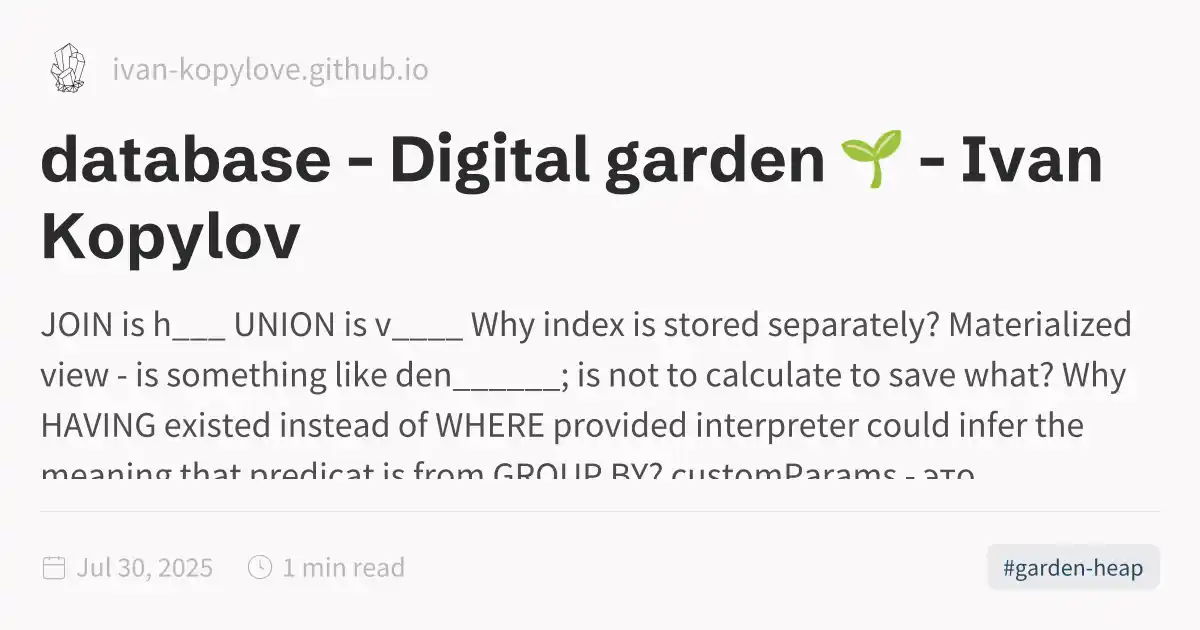 ivan-kopylove.github.io
database - Digital garden 🌱 - Ivan
Kopylov
JOIN is h___ UNION is v____ Why index is stored separately? Materialized
view - is something like den______; is not to calculate to save what? Why
HAVING existed instead of WHERE provided interpreter could infer the
meaning that predicat is from GROUP BY? customParams - это
Jul 30, 2025 1 min read
#garden-heap